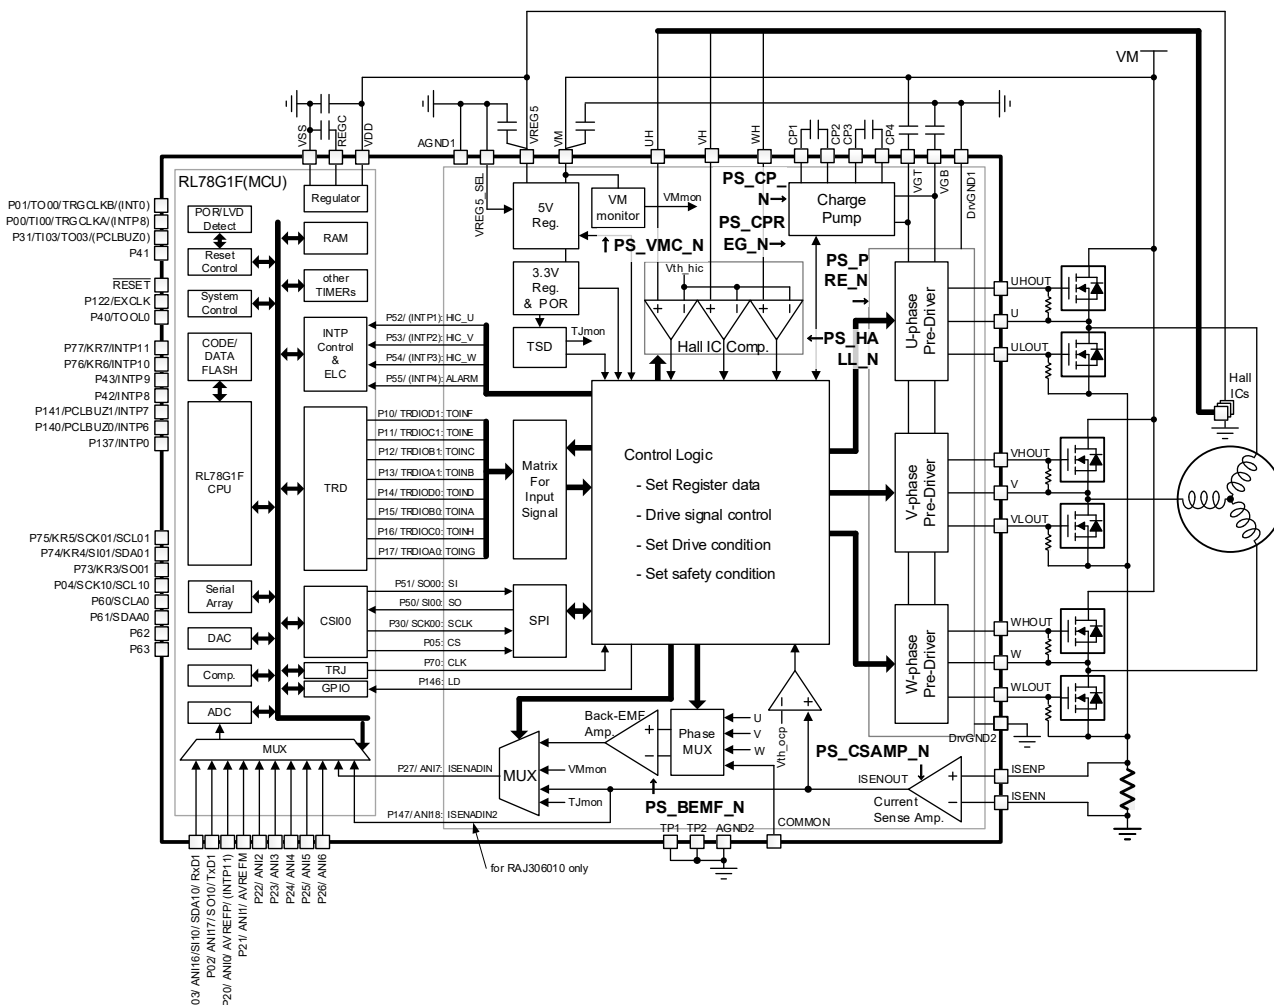 VM
VSS
REGC
VDD
AGND1
VREG5
VM
UH
VH
WH
CP1
CP2
CP3
CP4
VGT
VGB
DrvGND1
VREG5_SEL
RL78G1F(MCU)
P01/TO00/TRGCLKB/(INT0)
P00/TI00/TRGCLKA/(INTP8)
P31/TI03/TO03/(PCLBUZ0)
P41
RESET
P122/EXCLK
P40/TOOL0
P77/KR7/INTP11
P76/KR6/INTP10
P43/INTP9
P42/INTP8
P141/PCLBUZ1/INTP7
P140/PCLBUZ0/INTP6
P137/INTP0
P75/KR5/SCK01/SCL01
P74/KR4/SI01/SDA01
P73/KR3/SO01
P04/SCK10/SCL10
P60/SCLA0
P61/SDAA0
P62
P63
POR/LVD
Detect
Reset
Control
System
Control
CODE/
DATA
FLASH
RL78G1F
CPU
Serial
Array
DAC
Comp.
ADC
MUX
Regulator
RAM
other
TIMERs
INTP
Control
&
ELC
TRD
CSI00
TRJ
GPIO
P52/ (INTP1): HIC_U
P53/ (INTP2): HIC_V
P54/ (INTP3): HIC_W
P55/ (INTP4): ALARM
P10/ TRDIOD1: TOINF
P11/ TRDIOC1: TOINE
P12/ TRDIOB1: TOINC
P13/ TRDIOA1: TOINB
P14/ TRDIOD0: TOIND
P15/ TRDIOB0: TOINA
P16/ TRDIOC0: TOINH
P17/ TRDIOA0: TOING
P51/ SO00: SI
P50/ SI00: SO
P30/ SCK00: SCLK
P05: CS
P70: CLK
P146: LD
P27/ ANI7: ISENADIN
P147/ ANI18: ISENADIN2
5V
Reg.
VM
monitor
VMmon
PS_VMC_N
3.3V
Reg.
& POR
TJmon
TSD
Matrix
For
Input
Signal
SPI
PS_CP_
N
PS_CPR
EG_N
Charge
Pump
Vth_hic
Hall IC Comp.
PS_P
RE_N
PS_HA
LL_N
Control Logic
- Set Register data
- Drive signal control
- Set Drive condition
- Set safety condition
U-phase
Pre-Driver
V-phase
Pre-Driver
W-phase
Pre-Driver
UHOUT
U
ULOUT
VHOUT
V
VLOUT
WHOUT
W
WLOUT
DrvGND2
Hall
ICs
Back-EMF
Amp.
Phase
MUX
U
V
W
Vth_ocp
MUX
VMmon
TJmon
PS_BEMF_N
PS_CSAMP_N
ISENOUT
Current
Sense Amp.
ISENP
ISENN
TP1
TP2
AGND2
COMMON
for RAJ306010 only
03/ ANI16/SI10/ SDA10/ RxD1
P02/ ANI17/ SO10/ TxD1
P20/ ANI0/ AVREFP/ (INTP11)
P21/ ANI1/ AVREFM
P22/ ANI2
P23/ ANI3
P24/ ANI4
P25/ ANI5
P26/ ANI6